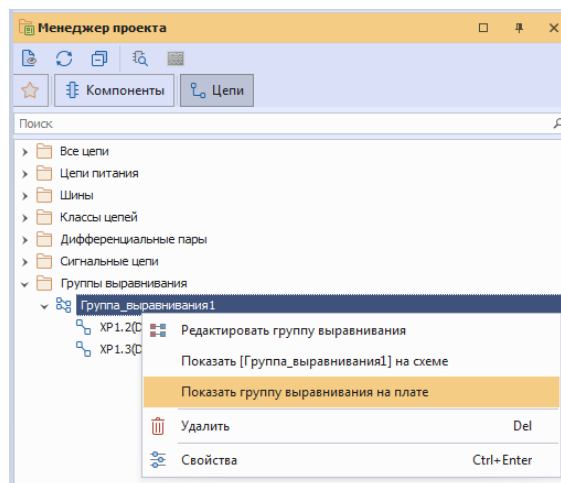 Менеджер проекта
Компоненты
Цепи
Поиск
Все цепи
Цепи питания
Шины
Классы цепей
Дифференциальные пары
Сигнальные цепи
Группы выравнивания
Группа_выравнивания1
XP1.2(D
XP1.3(D
Редактировать группу выравнивания
Показать [Группа_выравнивания1] на схеме
Показать группу выравнивания на плате
Удалить Del
Свойства Ctrl+Enter